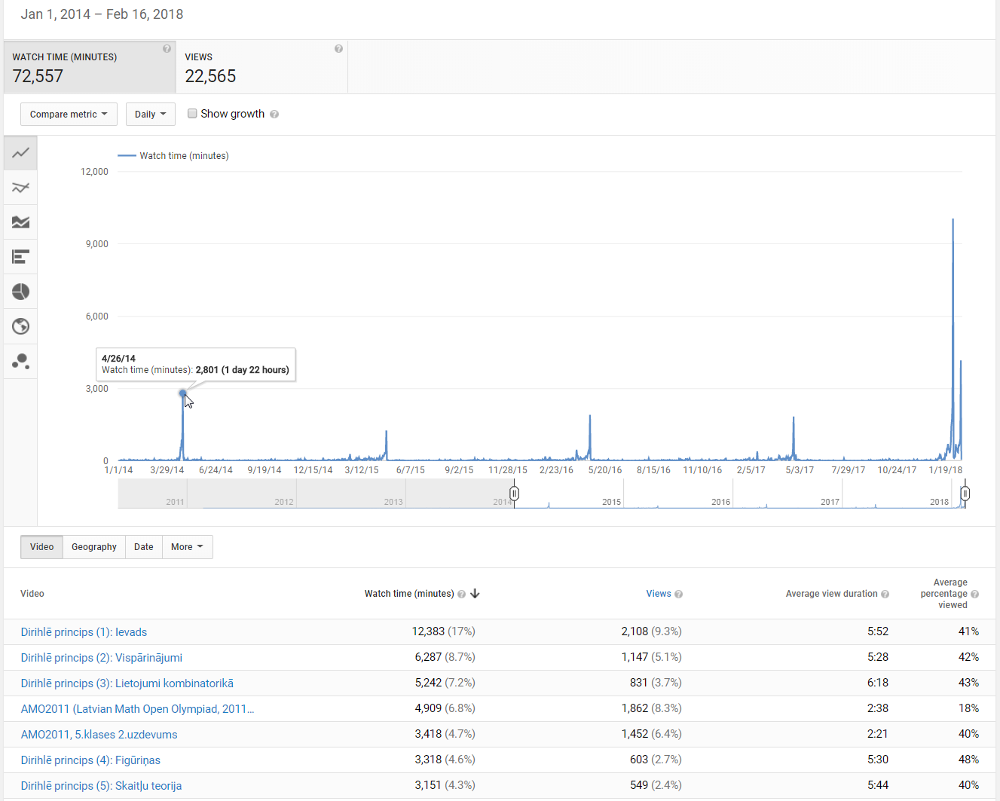 Jan 1, 2014 – Feb 16, 2018
WATCH TIME (MINUTES)
72,557
VIEWS
22,565
Compare metric
Daily
Show growth
Watch time (minutes)
12,000
9,000
6,000
3,000
0
4/26/14
Watch time (minutes): 2,801 (1 day 22 hours)
1/1/14 3/29/14 6/24/14 9/19/14 12/15/14 3/12/15 6/7/15 9/2/15 11/28/15 2/23/16 5/20/16 8/15/16 11/10/16 2/5/17 5/3/17 7/29/17 10/24/17 1/19/18
2011 2012 2013 2014 2015 2016 2017 2018
Video Geography Date More
Video Watch time (minutes) Views Average view duration Average percentage viewed
Dirihlē princips (1): Ievads 12,383 (17%) 2,108 (9.3%) 5:52 41%
Dirihlē princips (2): Vispārinājumi 6,287 (8.7%) 1,147 (5.1%) 5:28 42%
Dirihlē princips (3): Lietojumi kombinatorikā 5,242 (7.2%) 831 (3.7%) 6:18 43%
AMO2011 (Latvian Math Open Olympiad, 2011... 4,909 (6.8%) 1,862 (8.3%) 2:38 18%
AMO2011, 5.klases 2.uzdevums 3,418 (4.7%) 1,452 (6.4%) 2:21 40%
Dirihlē princips (4): Figūriņas 3,318 (4.6%) 603 (2.7%) 5:30 48%
Dirihlē princips (5): Skaitļu teorija 3,151 (4.3%) 549 (2.4%) 5:44 40%